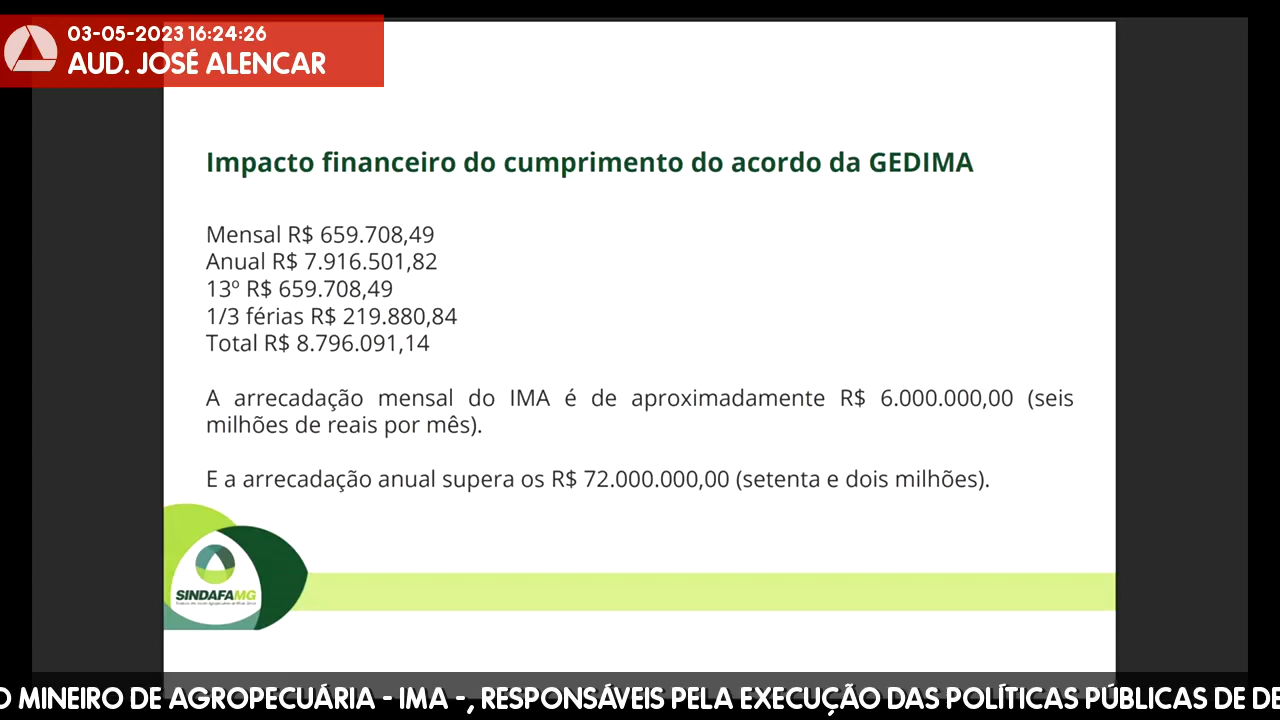 03-05-2023 16:24:26
AUD. JOSÉ ALENCAR
Impacto financeiro do cumprimento do acordo da GEDIMA
Mensal R$ 659.708,49
Anual R$ 7.916.501,82
13º R$ 659.708,49
1/3 férias R$ 219.880,84
Total R$ 8.796.091,14
A arrecadação mensal do IMA é de aproximadamente R$ 6.000.000,00 (seis
milhões de reais por mês).
E a arrecadação anual supera os R$ 72.000.000,00 (setenta e dois milhões).
SINDAFAMG
O MINEIRO DE AGROPECUÁRIA - IMA -, RESPONSÁVEIS PELA EXECUÇÃO DAS POLÍTICAS PÚBLICAS DE DE